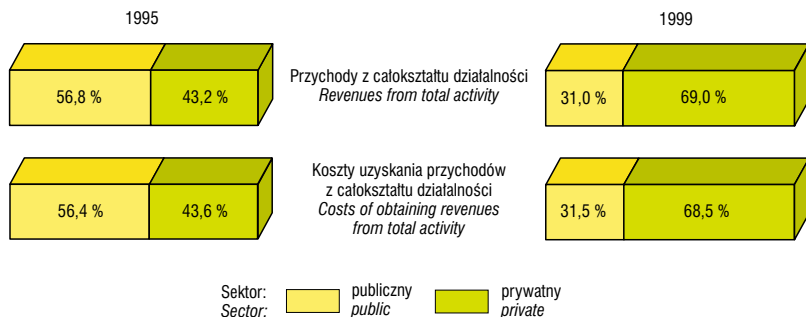 1995
1999
56,8 %
43,2 %
Przychody z całokształtu działalności
Revenues from total activity
31,0 %
69,0 %
56,4 %
43,6 %
Koszty uzyskania przychodów
z całokształtu działalności
Costs of obtaining revenues
from total activity
31,5 %
68,5 %
Sektor:
Sector:
publiczny
public
prywatny
private